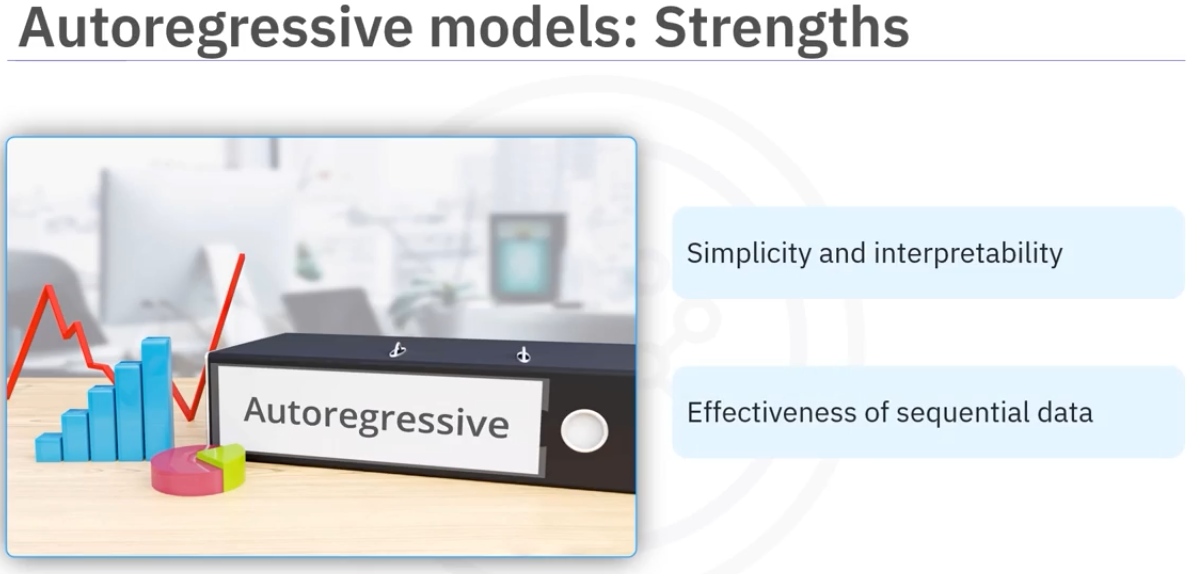 Autoregressive models: Strengths
Autoregressive
Simplicity and interpretability
Effectiveness of sequential data